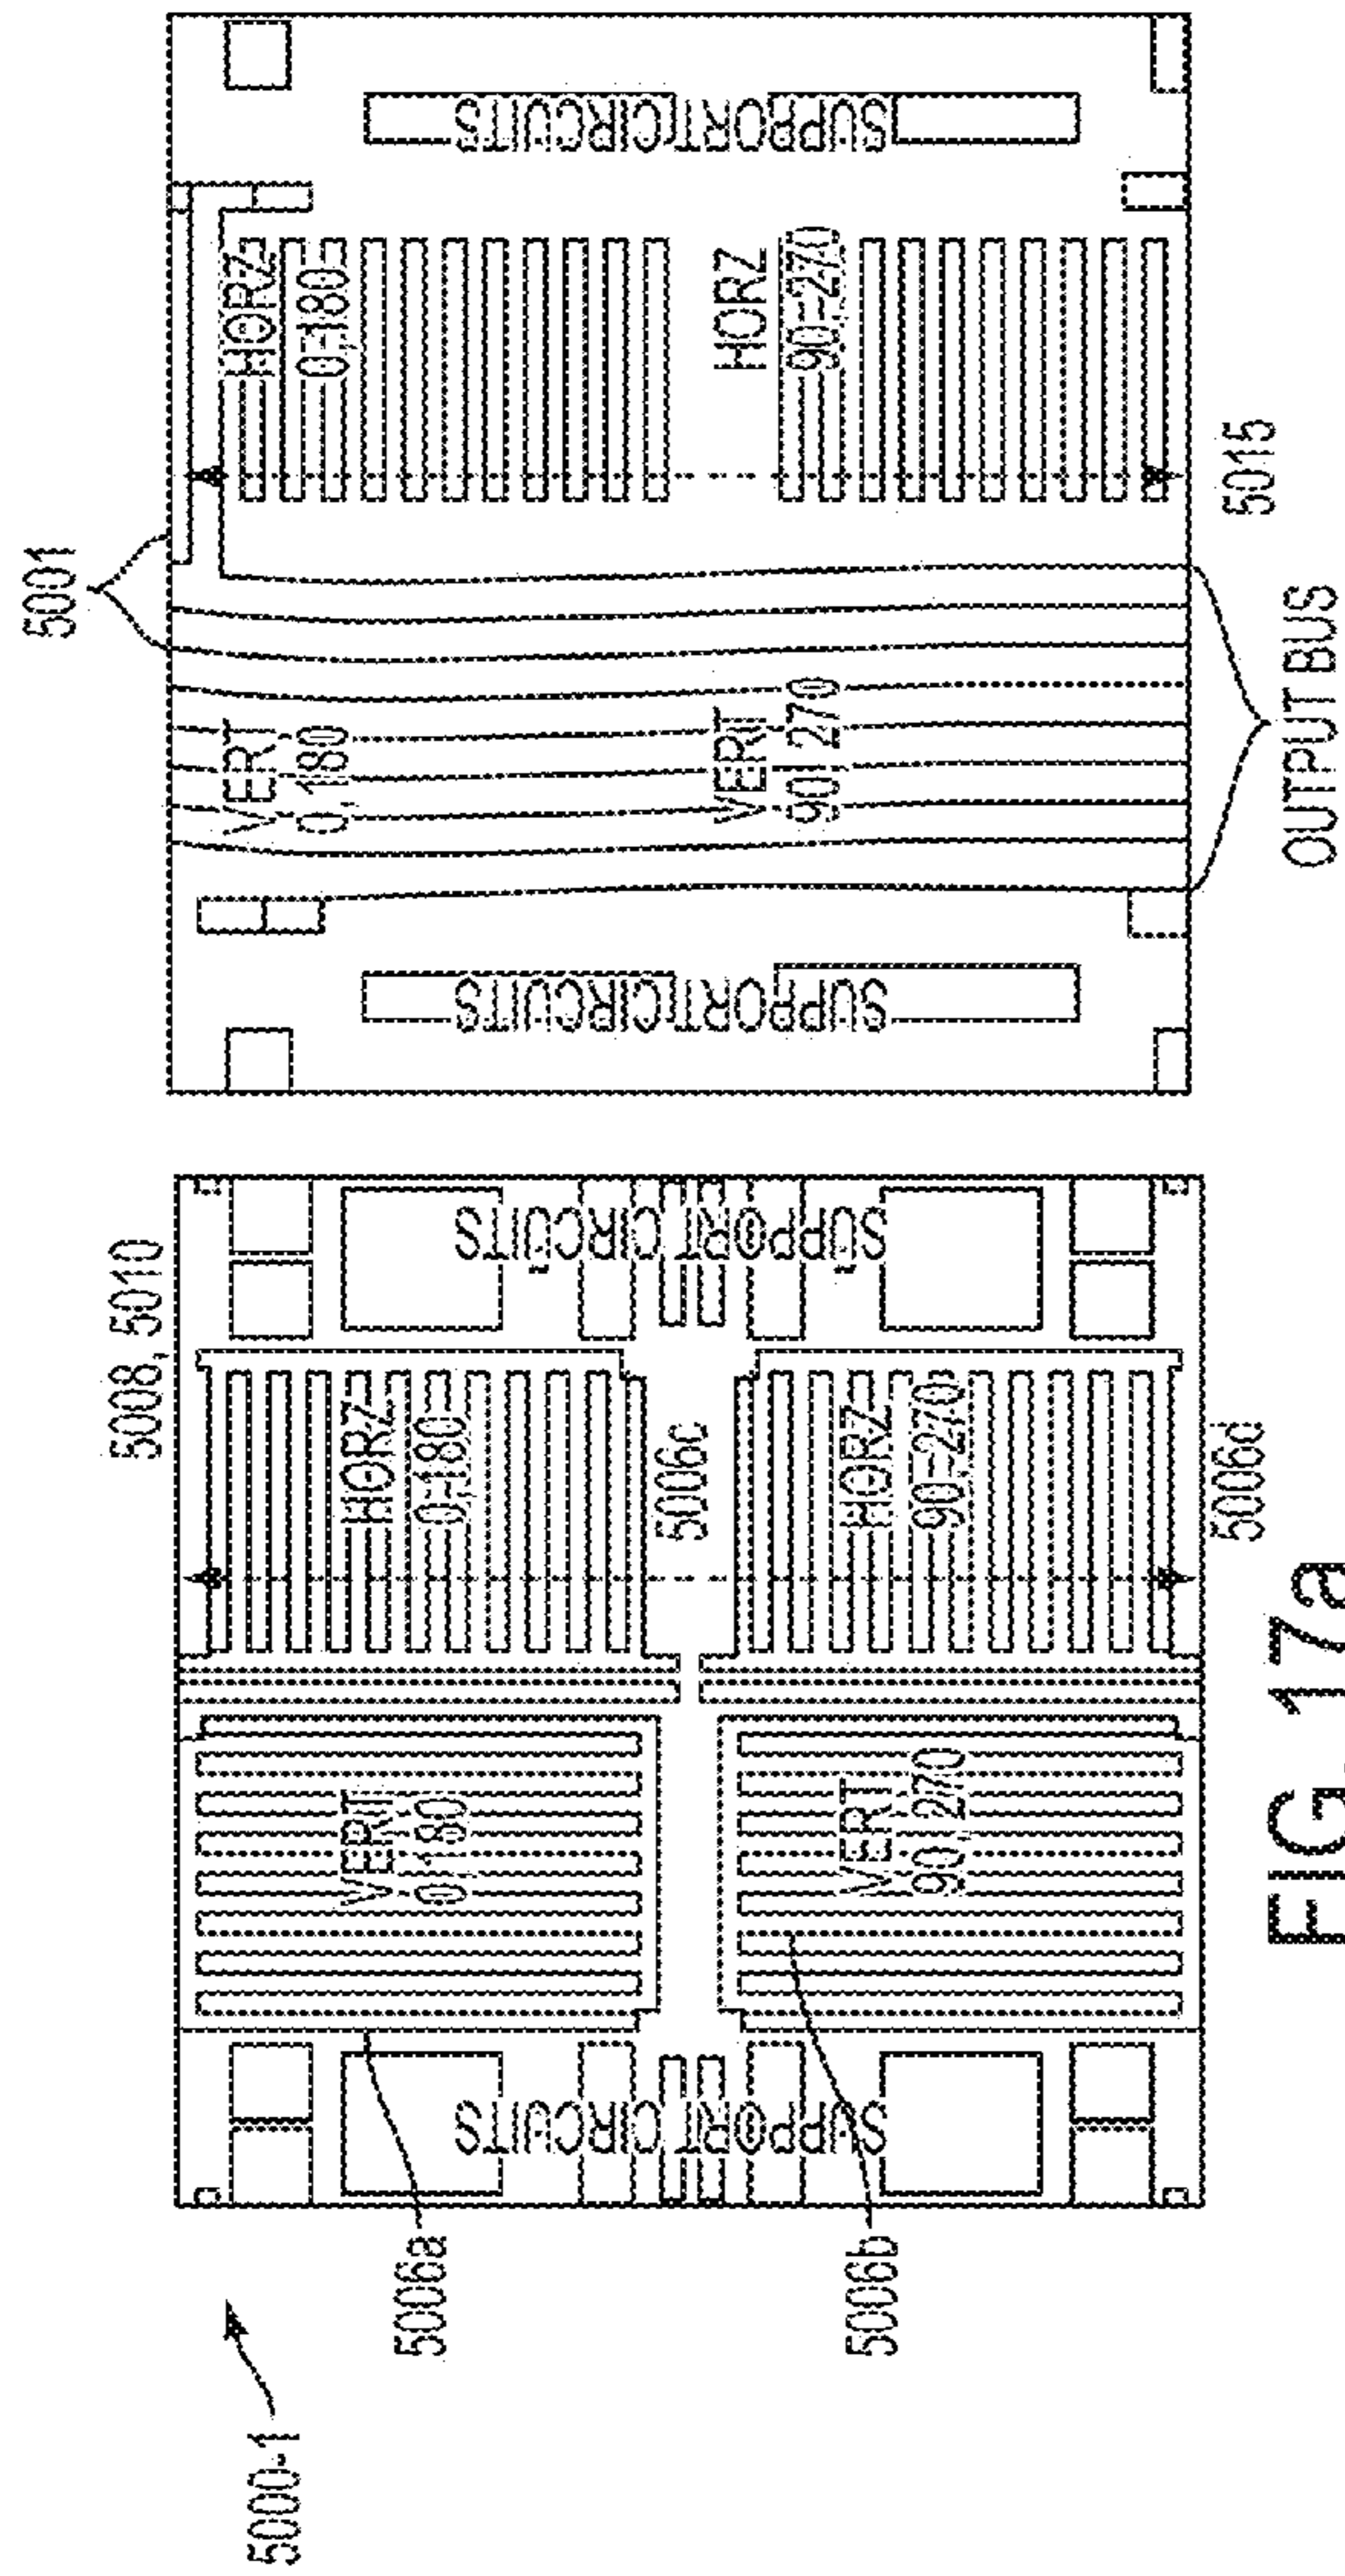 5000-1
5006a
5006b
5008, 5010
SUPPORT CIRCUITS
VERT
0,180
VERT
90,270
HORZ
0,180
HORZ
90,270
5006c
5006d
SUPPORT CIRCUITS
5001
SUPPORT CIRCUITS
VERT
0,180
VERT
90,270
HORZ
0,180
HORZ
90,270
SUPPORT CIRCUITS
5015
OUTPUT BUS
FIG. 17a